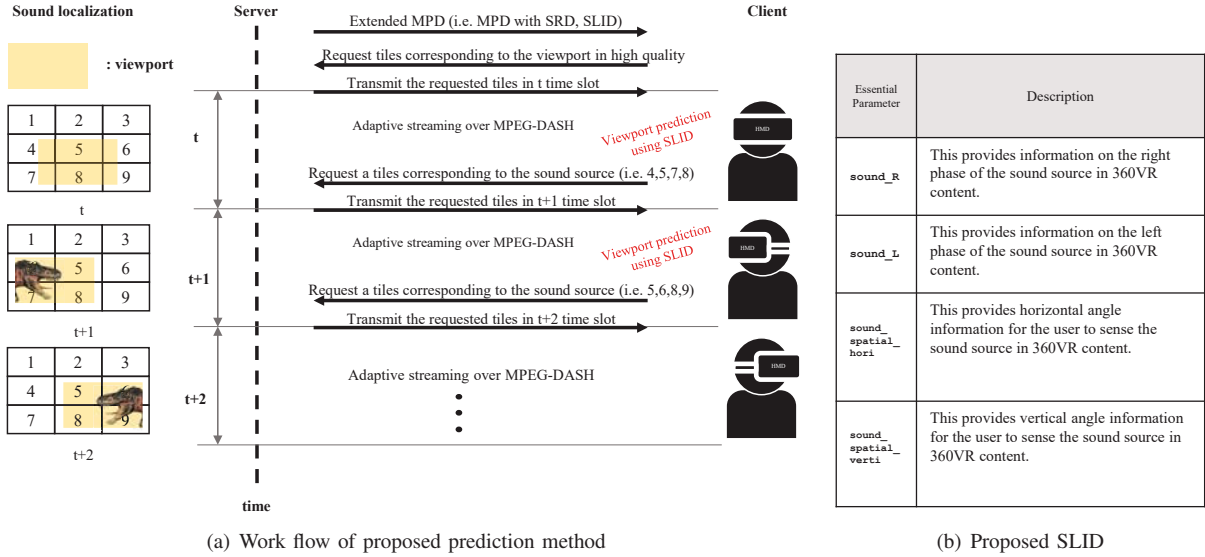 Sound localization
Server
Client
Extended MPD (i.e. MPD with SRD, SLID)
Request tiles corresponding to the viewport in high quality
: viewport
Transmit the requested tiles in t time slot
1 2 3
4 5 6
7 8 9
t
t
Adaptive streaming over MPEG-DASH
Viewport prediction
using SLID
HMD
Request a tiles corresponding to the sound source (i.e. 4,5,7,8)
Transmit the requested tiles in t+1 time slot
1 2 3
5 6
7 8 9
t+1
t+1
Adaptive streaming over MPEG-DASH
Viewport prediction
using SLID
HMD
Request a tiles corresponding to the sound source (i.e. 5,6,8,9)
Transmit the requested tiles in t+2 time slot
1 2 3
4 5
7 8 9
t+2
t+2
Adaptive streaming over MPEG-DASH
HMD
time
(a) Work flow of proposed prediction method
Essential
Parameter
Description
sound_R
This provides information on the right
phase of the sound source in 360VR
content.
sound_L
This provides information on the left
phase of the sound source in 360VR
content.
sound_
spatial_
hori
This provides horizontal angle
information for the user to sense the
sound source in 360VR content.
sound_
spatial_
verti
This provides vertical angle information
for the user to sense the sound source in
360VR content.
(b) Proposed SLID